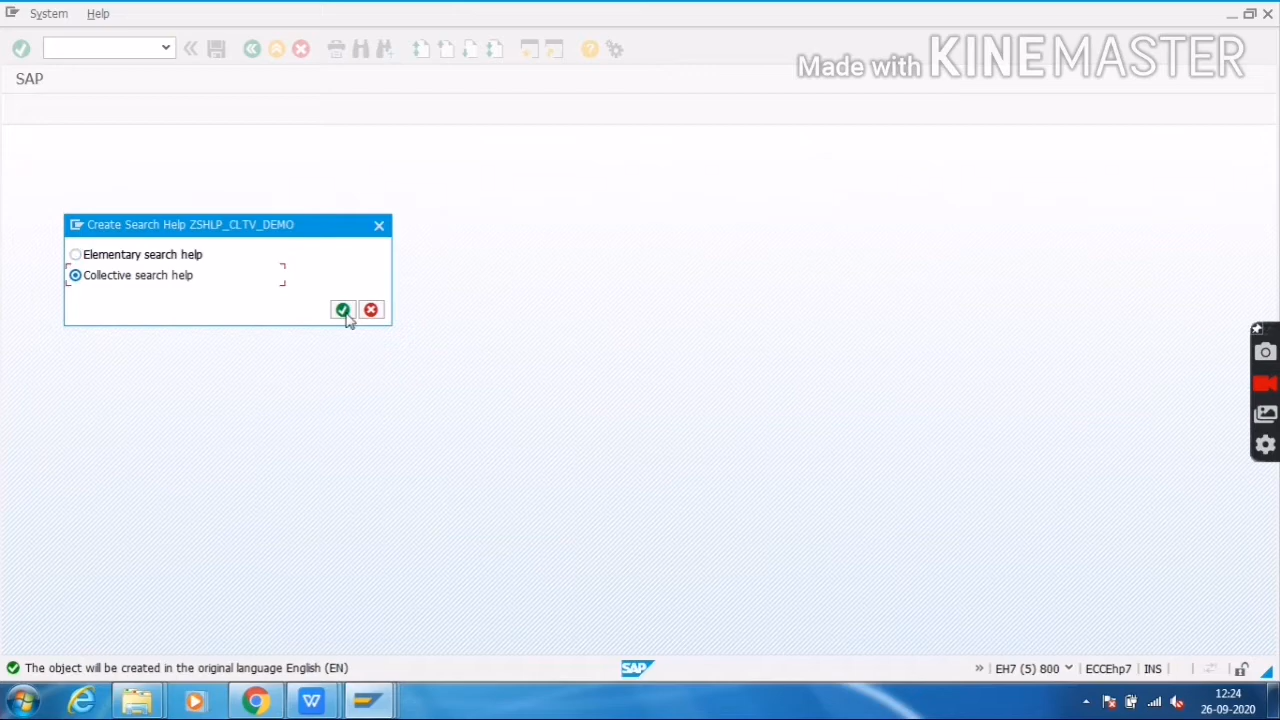 System Help
Made with KINEMASTER
SAP
Create Search Help ZSHLP_CLTV_DEMO
Elementary search help
Collective search help
The object will be created in the original language English (EN)
SAP
» EH7 (5) 800 ECCEhp7 INS
W
12:24
26-09-2020